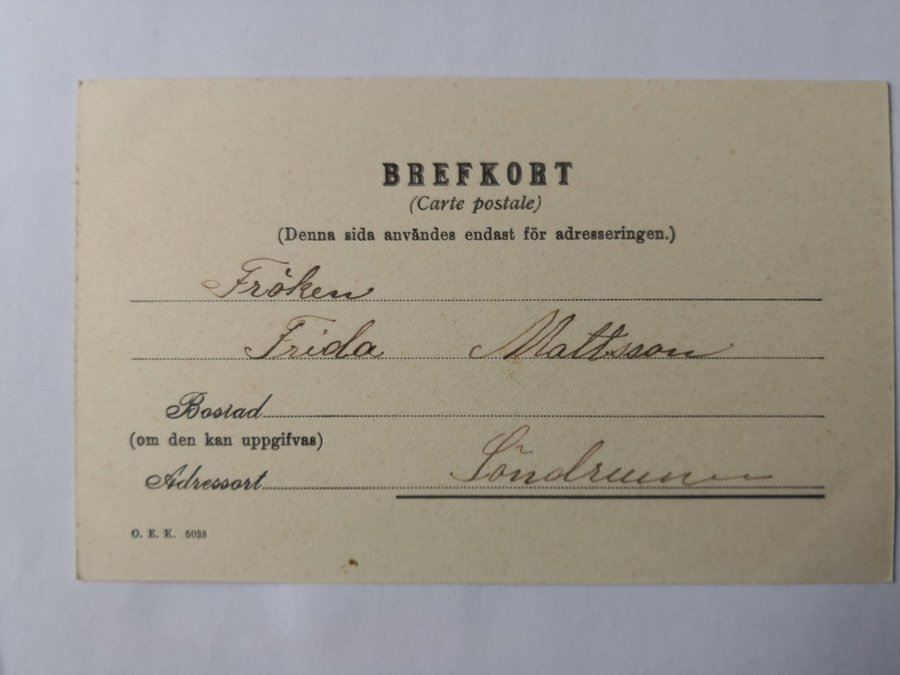 BREFKORT
(Carte postale)
(Denna sida användes endast för adresseringen.)
Fröken
Frida Mattsson
Bostad
(om den kan uppgifvas)
Adressort Söndrum
O. E. K. 5038